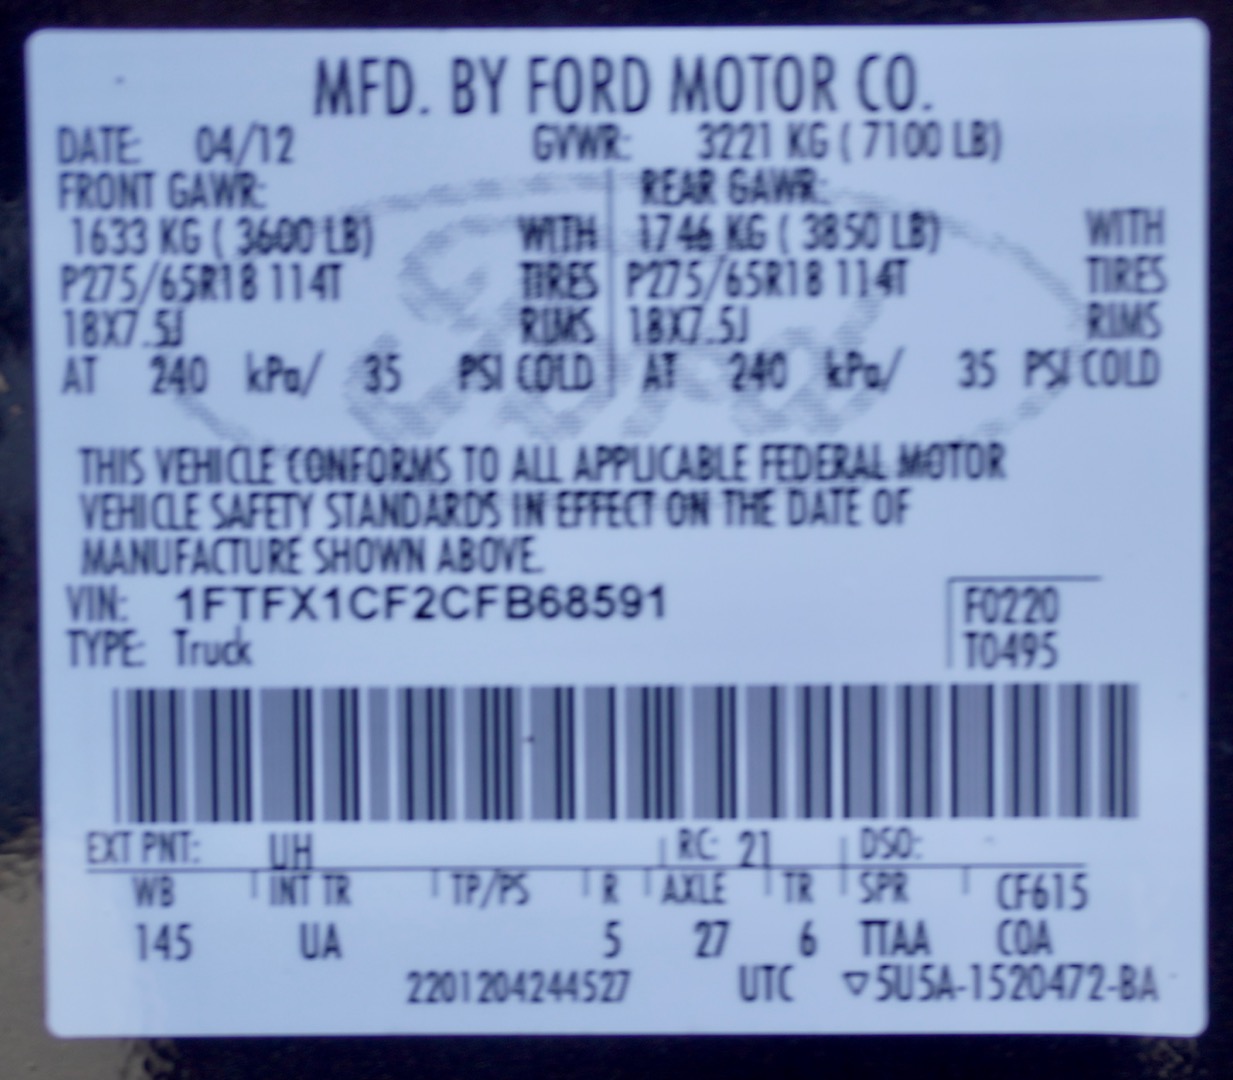 MFD. BY FORD MOTOR CO.
DATE: 04/12 GVWR: 3221 KG ( 7100 LB)
FRONT GAWR: REAR GAWR:
1633 KG ( 3600 LB) WITH 1746 KG ( 3850 LB) WITH
P275/65R18 114T TIRES P275/65R18 114T TIRES
18X7.5J RIMS 18X7.5J RIMS
AT 240 kPa/ 35 PSI COLD AT 240 kPa/ 35 PSI COLD
THIS VEHICLE CONFORMS TO ALL APPLICABLE FEDERAL MOTOR
VEHICLE SAFETY STANDARDS IN EFFECT ON THE DATE OF
MANUFACTURE SHOWN ABOVE.
VIN: 1FTFX1CF2CFB68591 F0220
TYPE: Truck T0495
EXT PNT: UH RC: 21 DSO:
WB INT TR TP/PS R AXLE TR SPR CF615
145 UA 5 27 6 TTAA COA
2201204244527 UTC ▽5U5A-1520472-BA